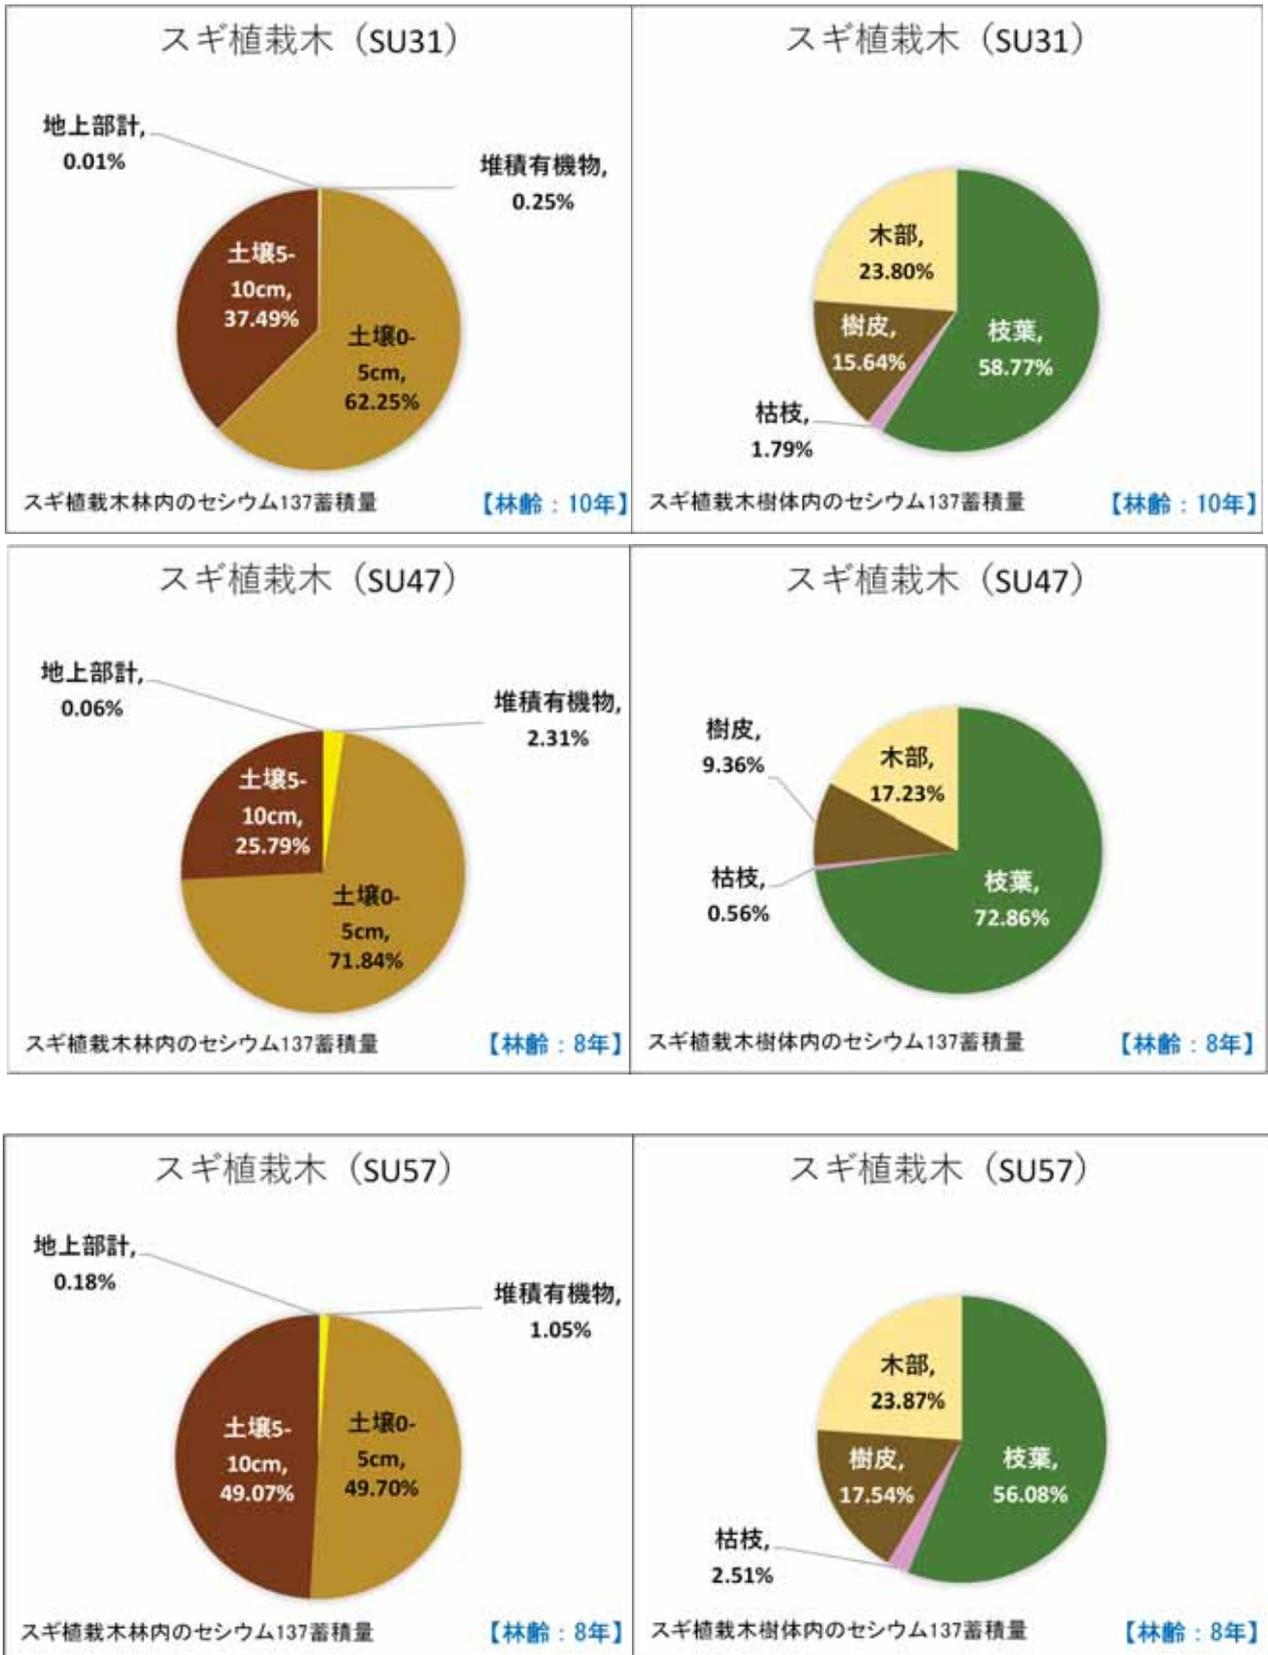 スギ植栽木（SU31）
地上部計,
0.01%
堆積有機物,
0.25%
土壌5-
10cm,
37.49%
土壌0-
5cm,
62.25%
スギ植栽木林内のセシウム137蓄積量
【林齢：10年】
スギ植栽木（SU31）
木部,
23.80%
樹皮,
15.64%
枝葉,
58.77%
枯枝,
1.79%
スギ植栽木樹体内のセシウム137蓄積量
【林齢：10年】
スギ植栽木（SU47）
地上部計,
0.06%
堆積有機物,
2.31%
土壌5-
10cm,
25.79%
土壌0-
5cm,
71.84%
スギ植栽木林内のセシウム137蓄積量
【林齢：8年】
スギ植栽木（SU47）
樹皮,
9.36%
木部,
17.23%
枯枝,
0.56%
枝葉,
72.86%
スギ植栽木樹体内のセシウム137蓄積量
【林齢：8年】
スギ植栽木（SU57）
地上部計,
0.18%
堆積有機物,
1.05%
土壌5-
10cm,
49.07%
土壌0-
5cm,
49.70%
スギ植栽木林内のセシウム137蓄積量
【林齢：8年】
スギ植栽木（SU57）
木部,
23.87%
樹皮,
17.54%
枝葉,
56.08%
枯枝,
2.51%
スギ植栽木樹体内のセシウム137蓄積量
【林齢：8年】